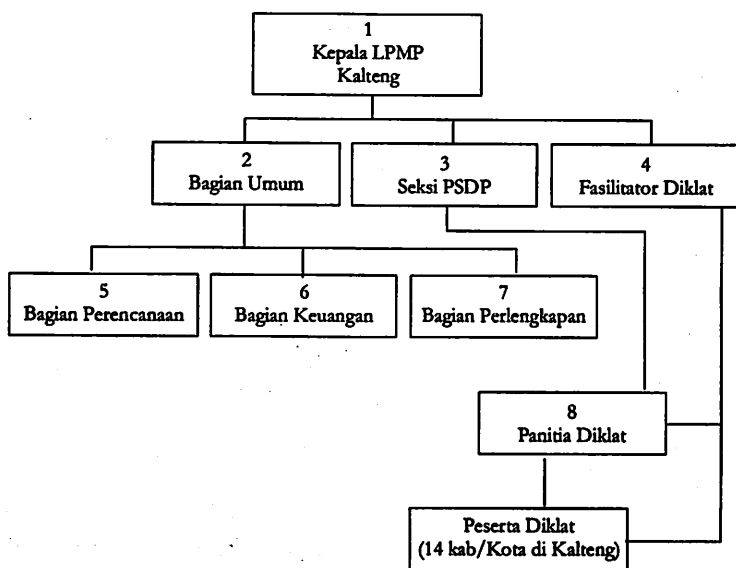 1
Kepala LPMP
Kalteng
2
Bagian Umum
3
Seksi PSDP
4
Fasilitator Diklat
5
Bagian Perencanaan
6
Bagian Keuangan
7
Bagian Perlengkapan
8
Panitia Diklat
Peserta Diklat
(14 kab/Kota di Kalteng)